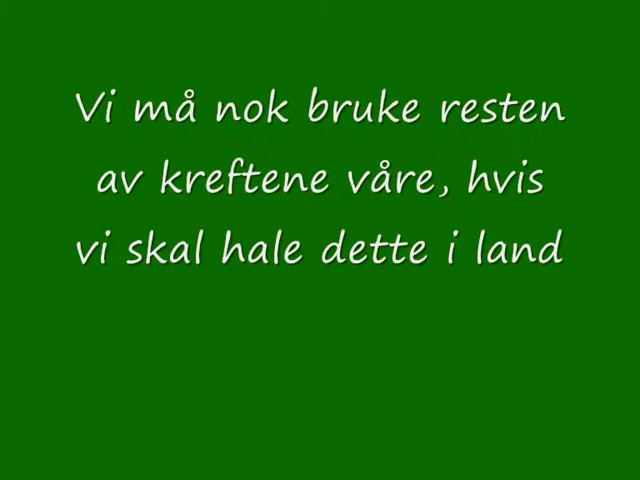 Vi må nok bruke resten
av kreftene våre, hvis
vi skal hale dette i land